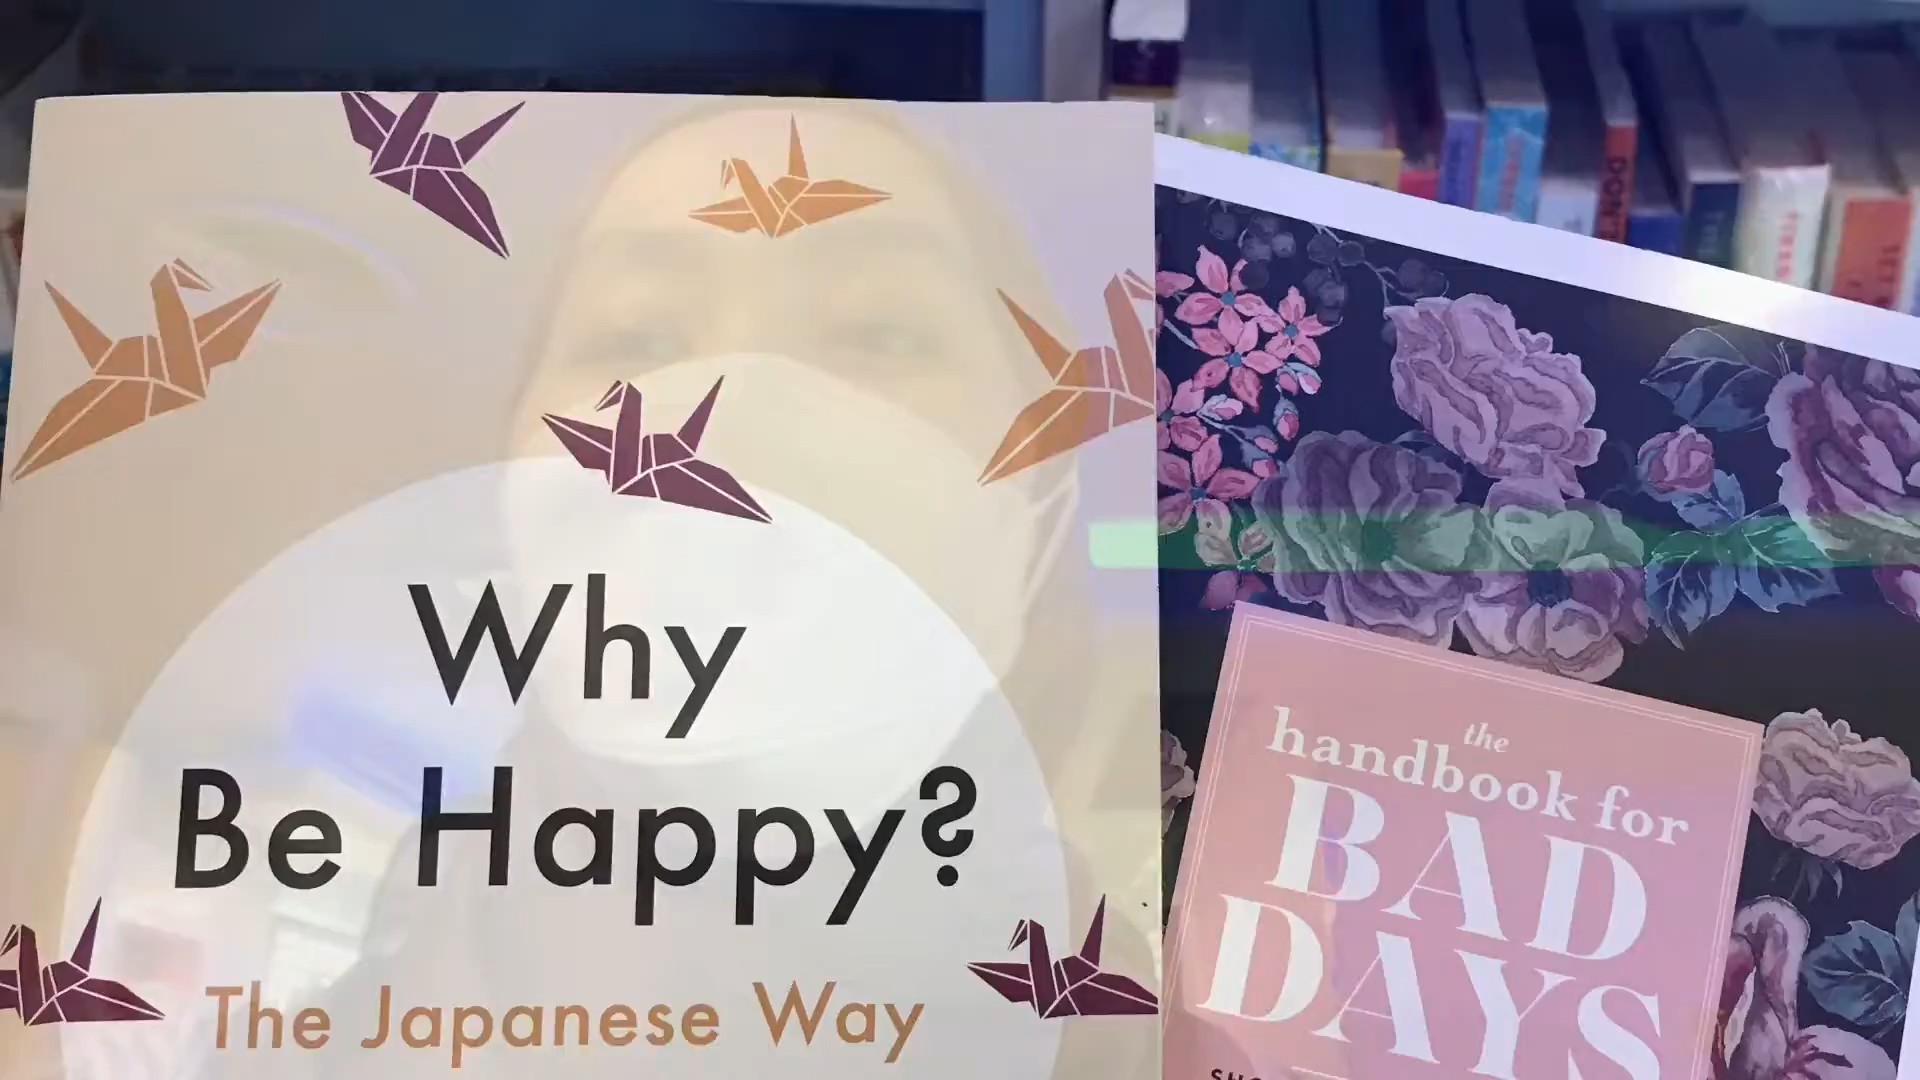 Why
Be Happy?
The Japanese Way
the
handbook for
BAD
DAYS